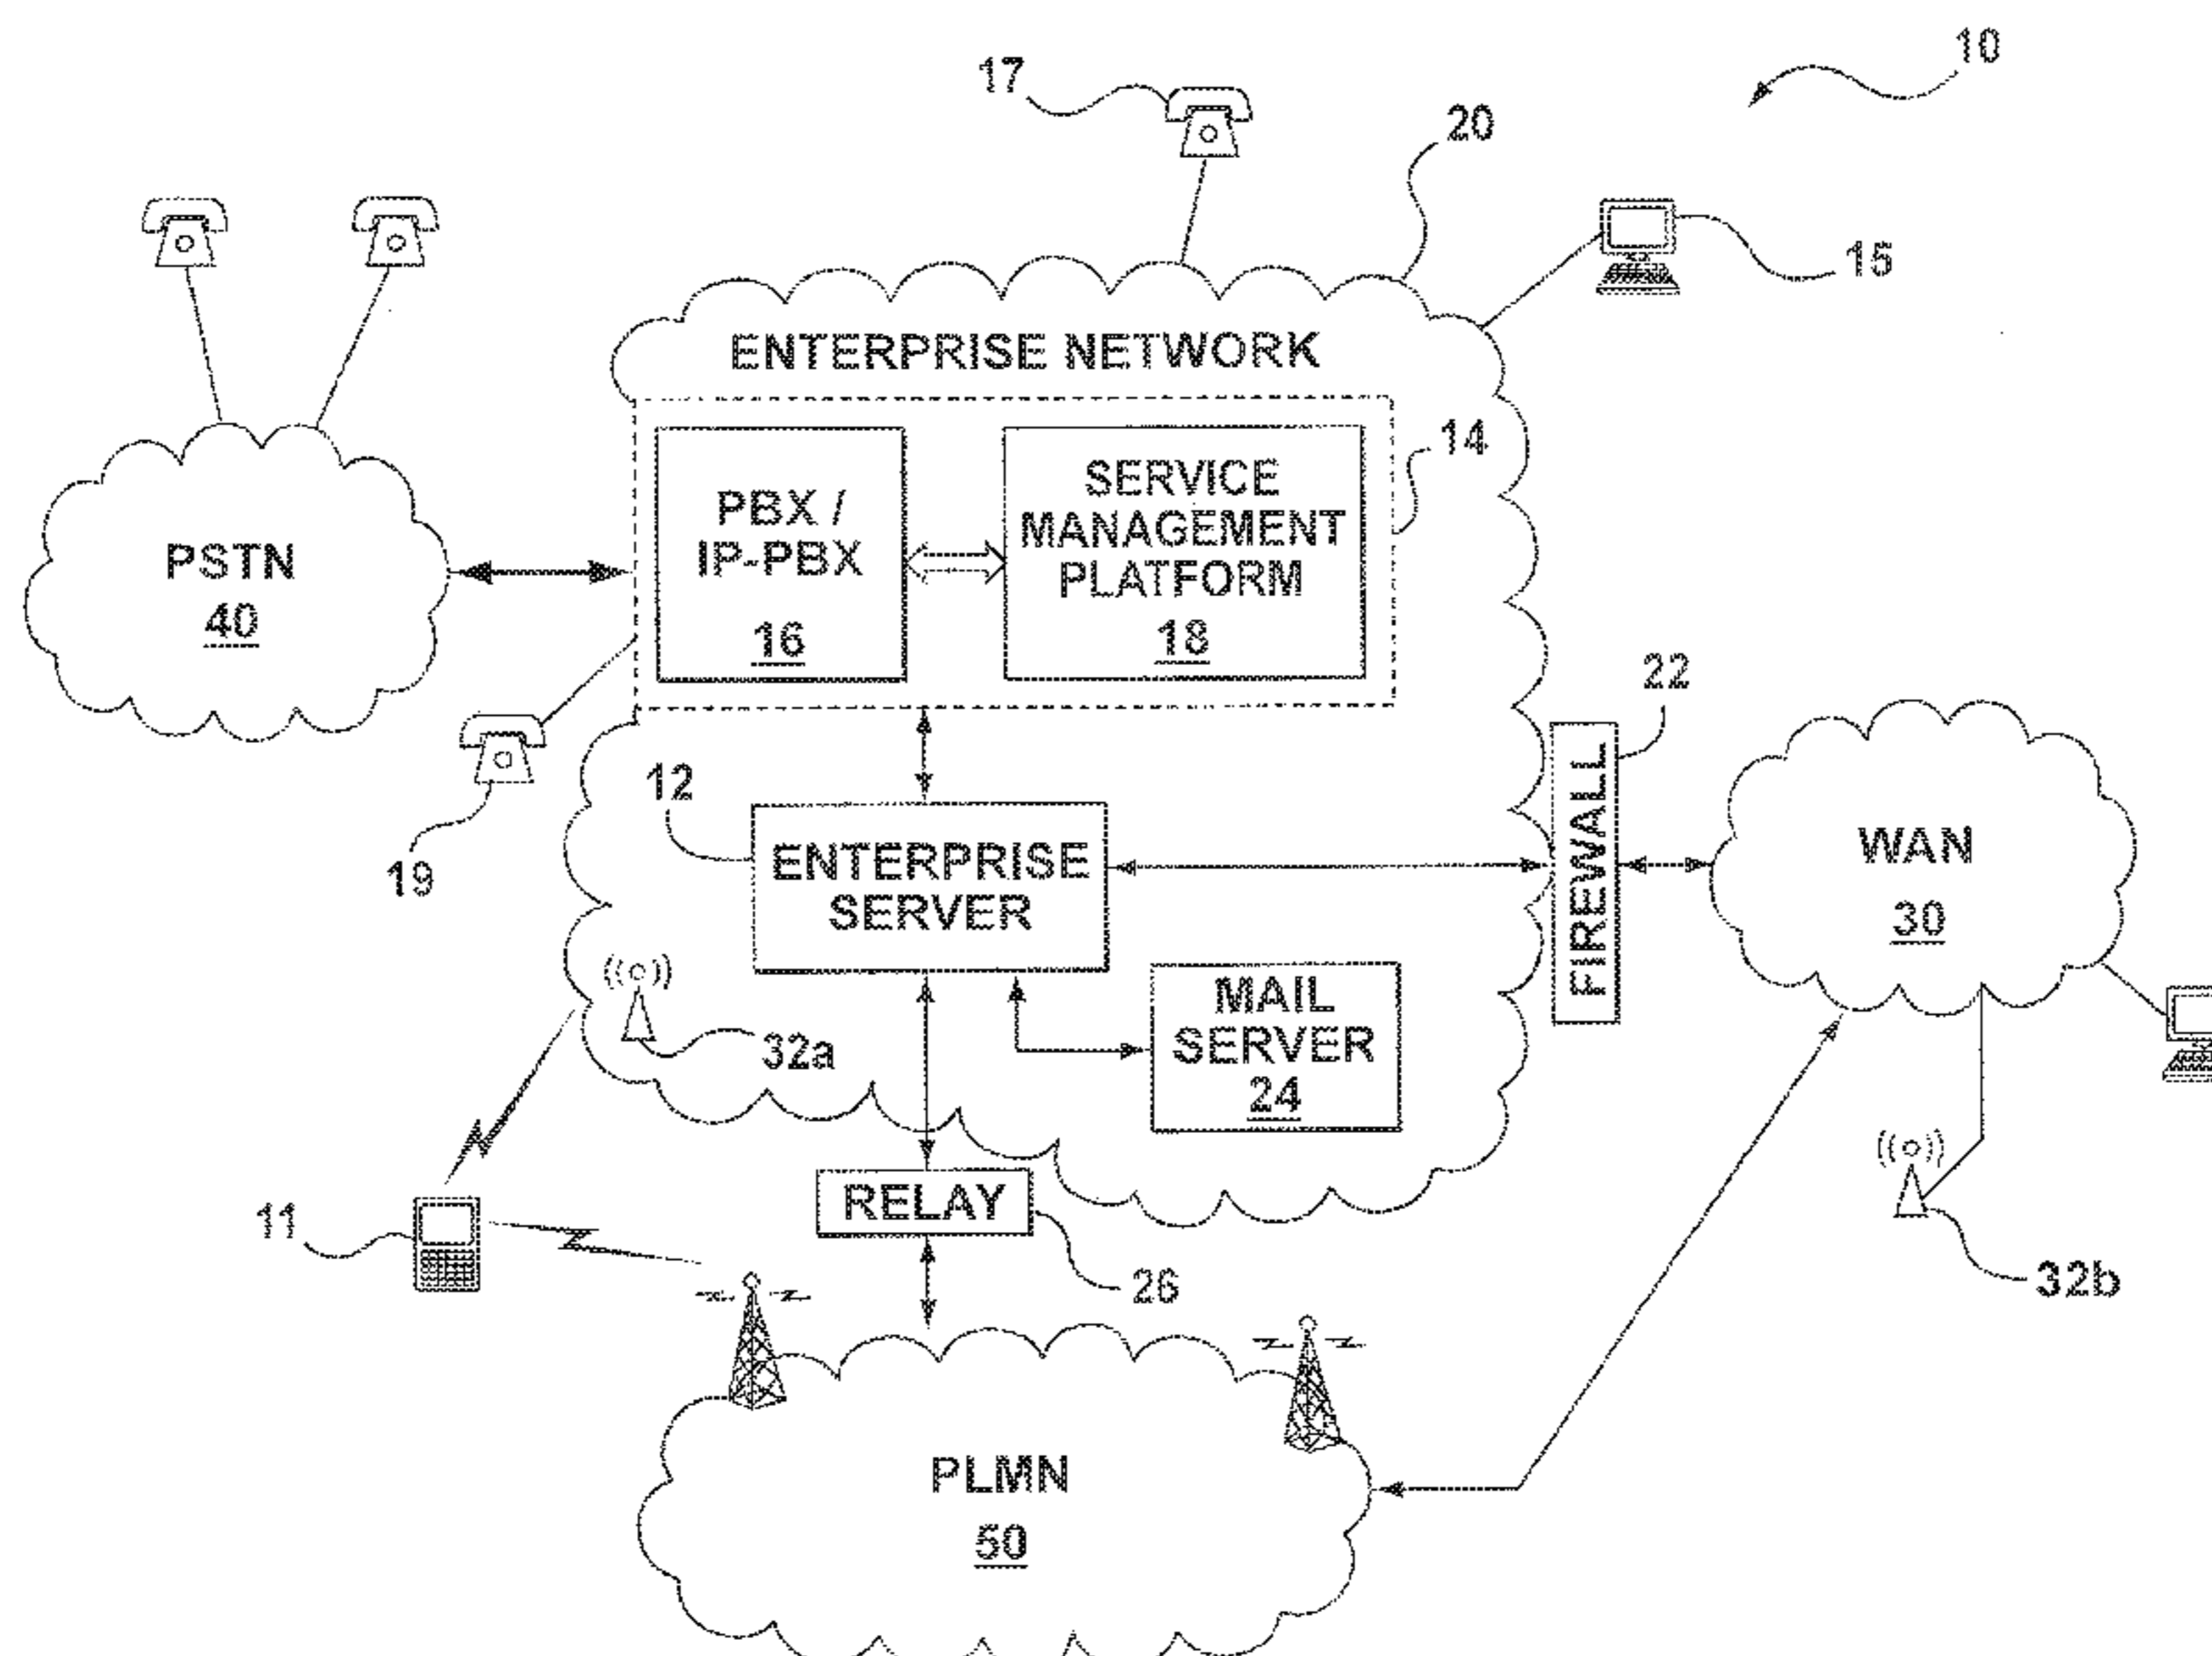 10
17
20
15
ENTERPRISE NETWORK
14
PBX /
IP-PBX
16
SERVICE
MANAGEMENT
PLATFORM
18
PSTN
40
22
19
12
ENTERPRISE
SERVER
FIREWALL
WAN
30
32a
MAIL
SERVER
24
11
RELAY
26
32b
PLMN
50